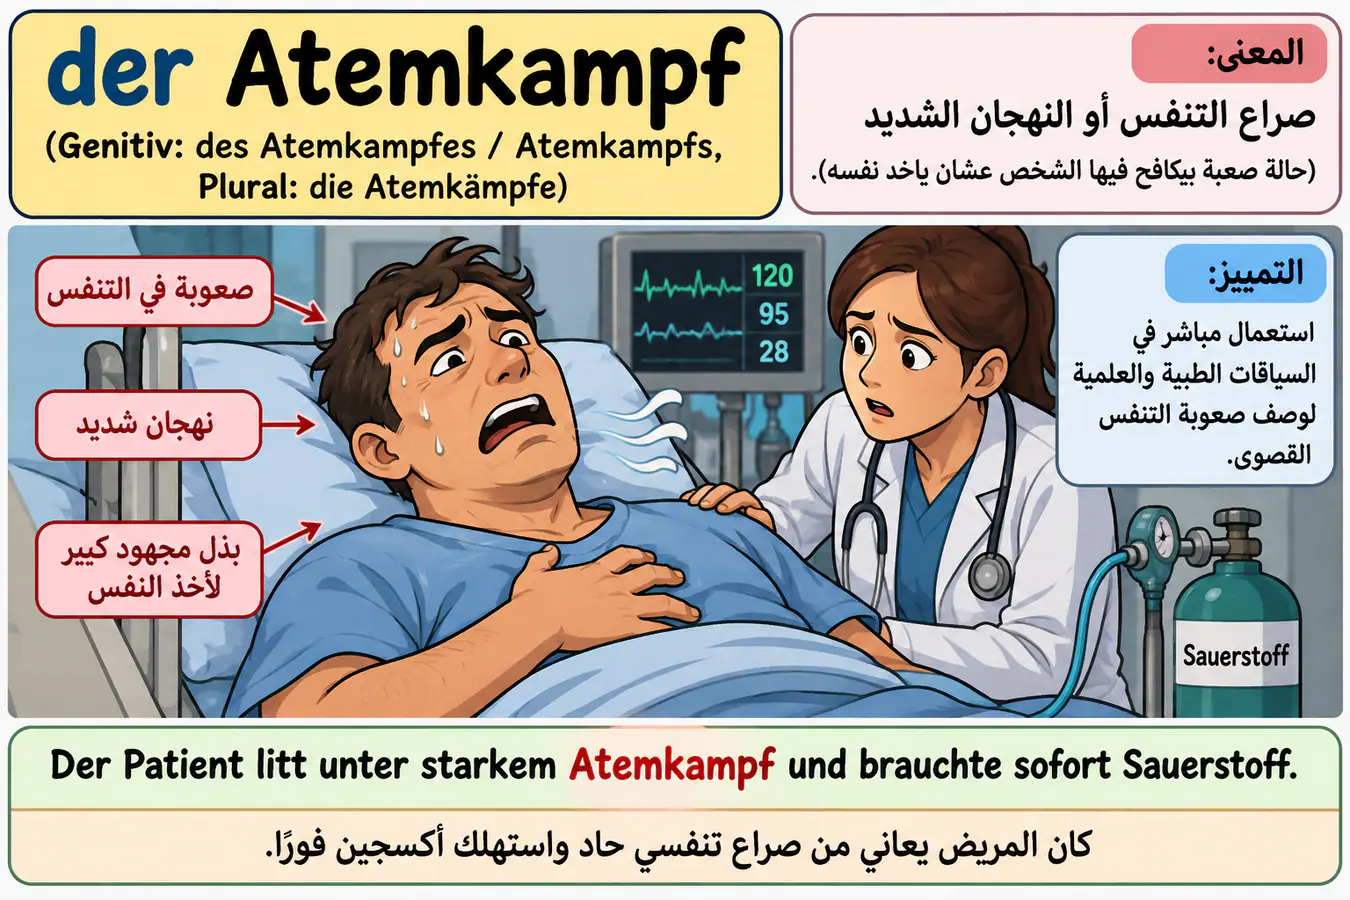 der Atemkampf
(Genitiv: des Atemkampfes / Atemkampfs,
Plural: die Atemkämpfe)
المعنى:
صراع التنفس أو النهجان الشديد
(حالة صعبة بيكافح فيها الشخص عشان ياخد نفسه).
صعوبة في التنفس
نهجان شديد
بذل مجهود كبير
لأخذ النفس
120
95
28
التمييز:
استعمال مباشر في
السياقات الطبية والعلمية
لوصف صعوبة التنفس
القصوى.
Sauerstoff
Der Patient litt unter starkem Atemkampf und brauchte sofort Sauerstoff.
كان المريض يعاني من صراع تنفسي حاد واستهلك أكسجين فورًا.